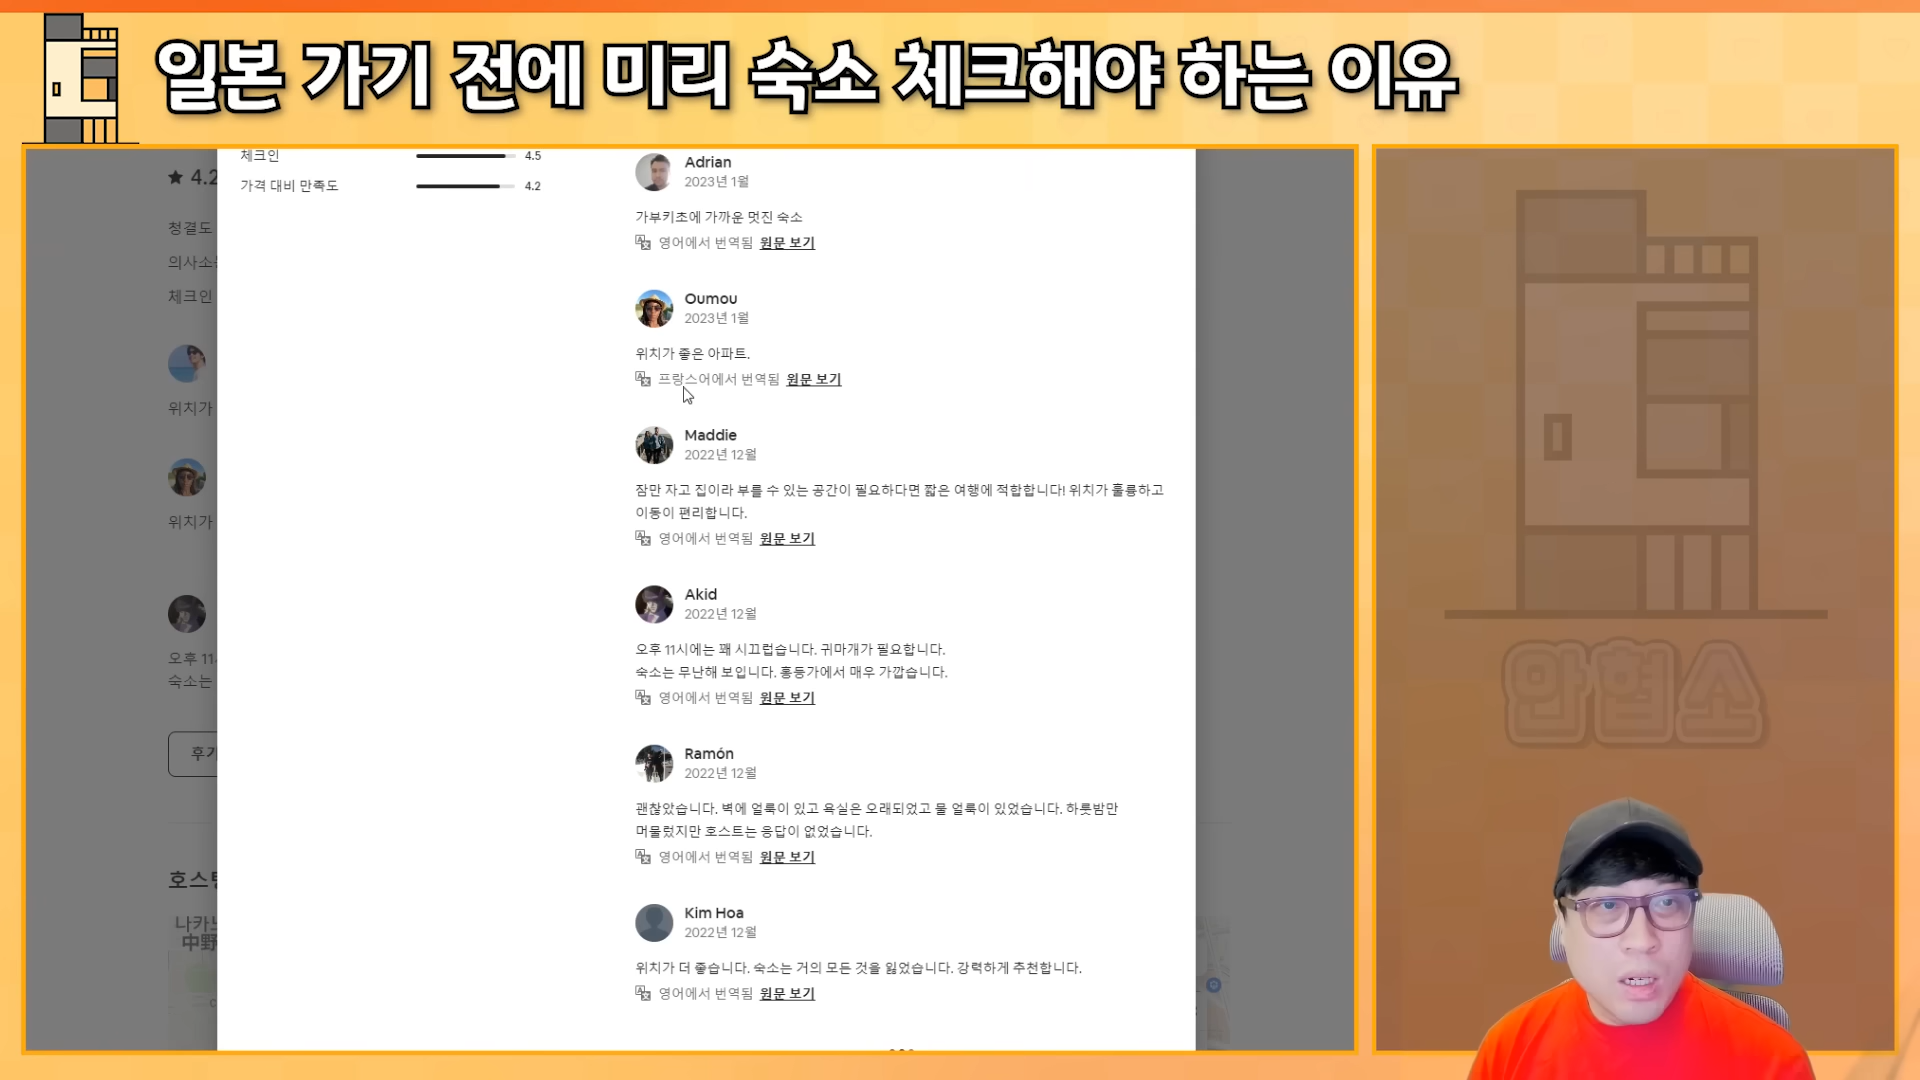 일본 가기 전에 미리 숙소 체크해야 하는 이유
★ 4.2
청결도
의사소
체크인
위치가
위치가
오후 11
숙소는
후기
호스팅
나카노
中野
체크인 4.5
가격 대비 만족도 4.2
Adrian
2023년 1월
가부키초에 가까운 멋진 숙소
영어에서 번역됨 원문 보기
Oumou
2023년 1월
위치가 좋은 아파트.
프랑스어에서 번역됨 원문 보기
Maddie
2022년 12월
잠만 자고 집이라 부를 수 있는 공간이 필요하다면 짧은 여행에 적합합니다! 위치가 훌륭하고
이동이 편리합니다.
영어에서 번역됨 원문 보기
Akid
2022년 12월
오후 11시에는 꽤 시끄럽습니다. 귀마개가 필요합니다.
숙소는 무난해 보입니다. 홍등가에서 매우 가깝습니다.
영어에서 번역됨 원문 보기
Ramón
2022년 12월
괜찮았습니다. 벽에 얼룩이 있고 욕실은 오래되었고 물 얼룩이 있었습니다. 하룻밤만
머물렀지만 호스트는 응답이 없었습니다.
영어에서 번역됨 원문 보기
Kim Hoa
2022년 12월
위치가 더 좋습니다. 숙소는 거의 모든 것을 잃었습니다. 강력하게 추천합니다.
영어에서 번역됨 원문 보기
안협소